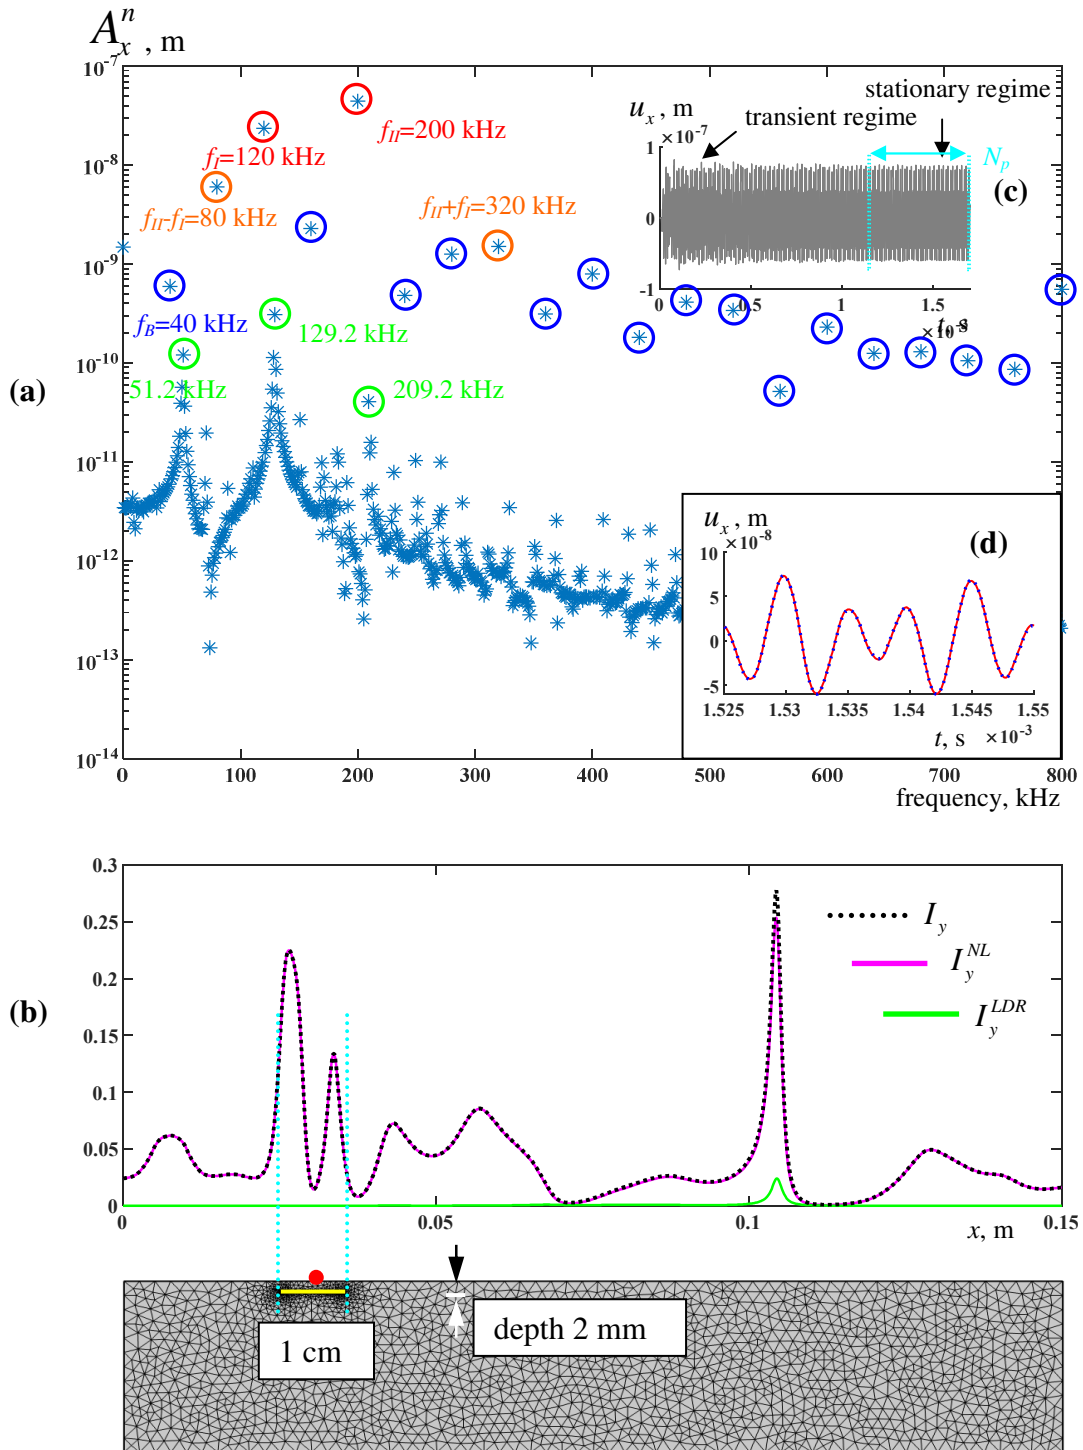 A_x^n , m
10^-7
10^-8
10^-9
10^-10
10^-11
10^-12
10^-13
10^-14
(a)
f_II=200 kHz
f_I=120 kHz
f_II-f_I=80 kHz
f_II+f_I=320 kHz
f_B=40 kHz
129.2 kHz
51.2 kHz
209.2 kHz
stationary regime
transient regime
u_x , m
×10^-7
1
0
-1
N_p
(c)
0 0.5 1 1.5
t, s
×10^-3
u_x , m
×10^-8
(d)
10
5
0
-5
1.525 1.53 1.535 1.54 1.545 1.55
t, s ×10^-3
0 100 200 300 400 500 600 700 800
frequency, kHz
(b)
0.3
0.25
0.2
0.15
0.1
0.05
0
I_y
I_y^NL
I_y^LDR
0 0.05 0.1 0.15
x, m
1 cm
depth 2 mm